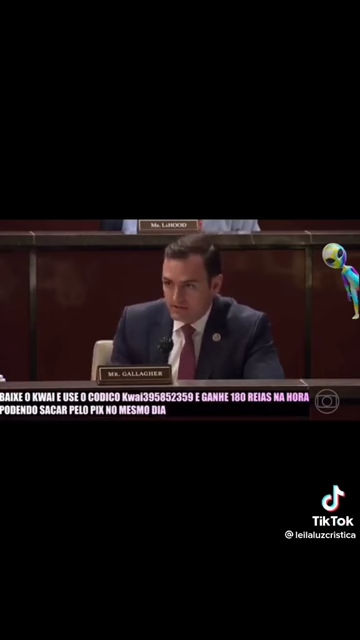 Mr. LaHOOD
MR. GALLAGHER
BAIXE O KWAI E USE O CODICO Kwai395852359 E GANHE 180 REIAS NA HORA
PODENDO SACAR PELO PIX NO MESMO DIA
TikTok
@leilaluzcristica